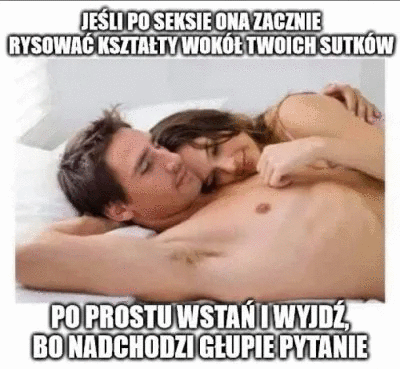 JEŚLI PO SEKSIE ONA ZACZNIE
RYSOWAĆ KSZTAŁTY WOKÓŁ TWOICH SUTKÓW
PO PROSTU WSTAŃ I WYJDŹ,
BO NADCHODZI GŁUPIE PYTANIE